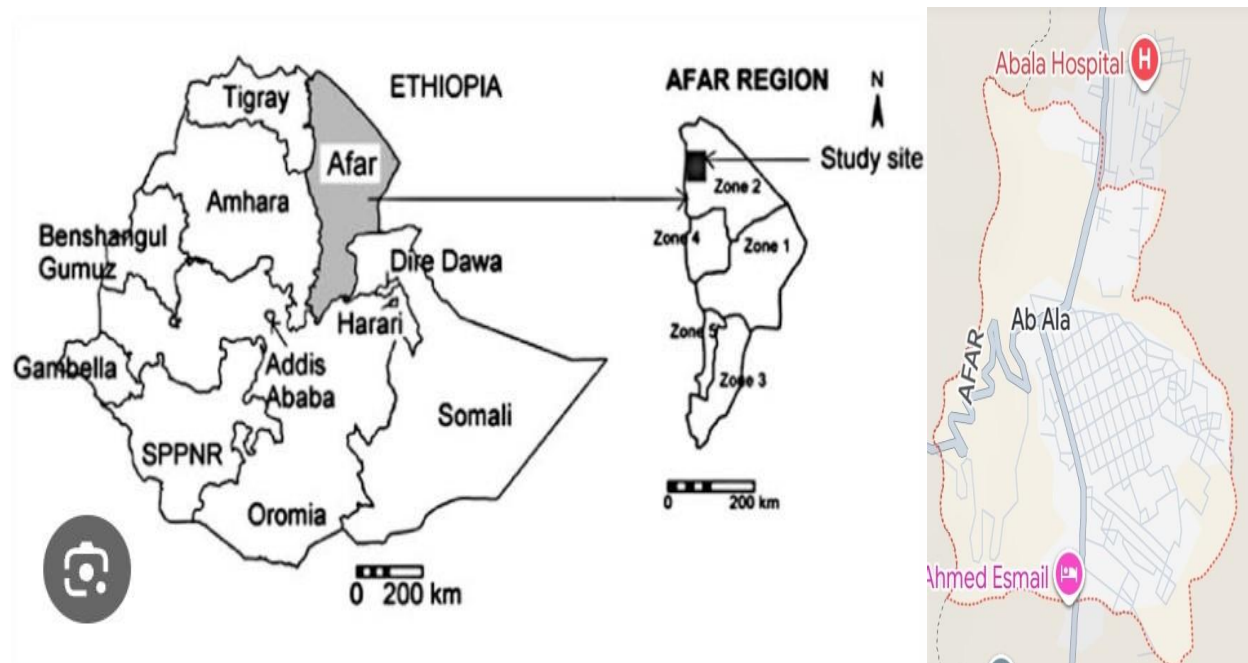 ETHIOPIA
Tigray
Afar
Amhara
Benshangul
Gumuz
Dire Dawa
Harari
Gambella
Addis
Ababa
Somali
SPPNR
Oromia
0 200 km
AFAR REGION
N
Study site
Zone 2
Zone 4
Zone 1
Zone 5
Zone 3
0 200 km
Abala Hospital
H
Ab Ala
AFAR
Ahmed Esmail